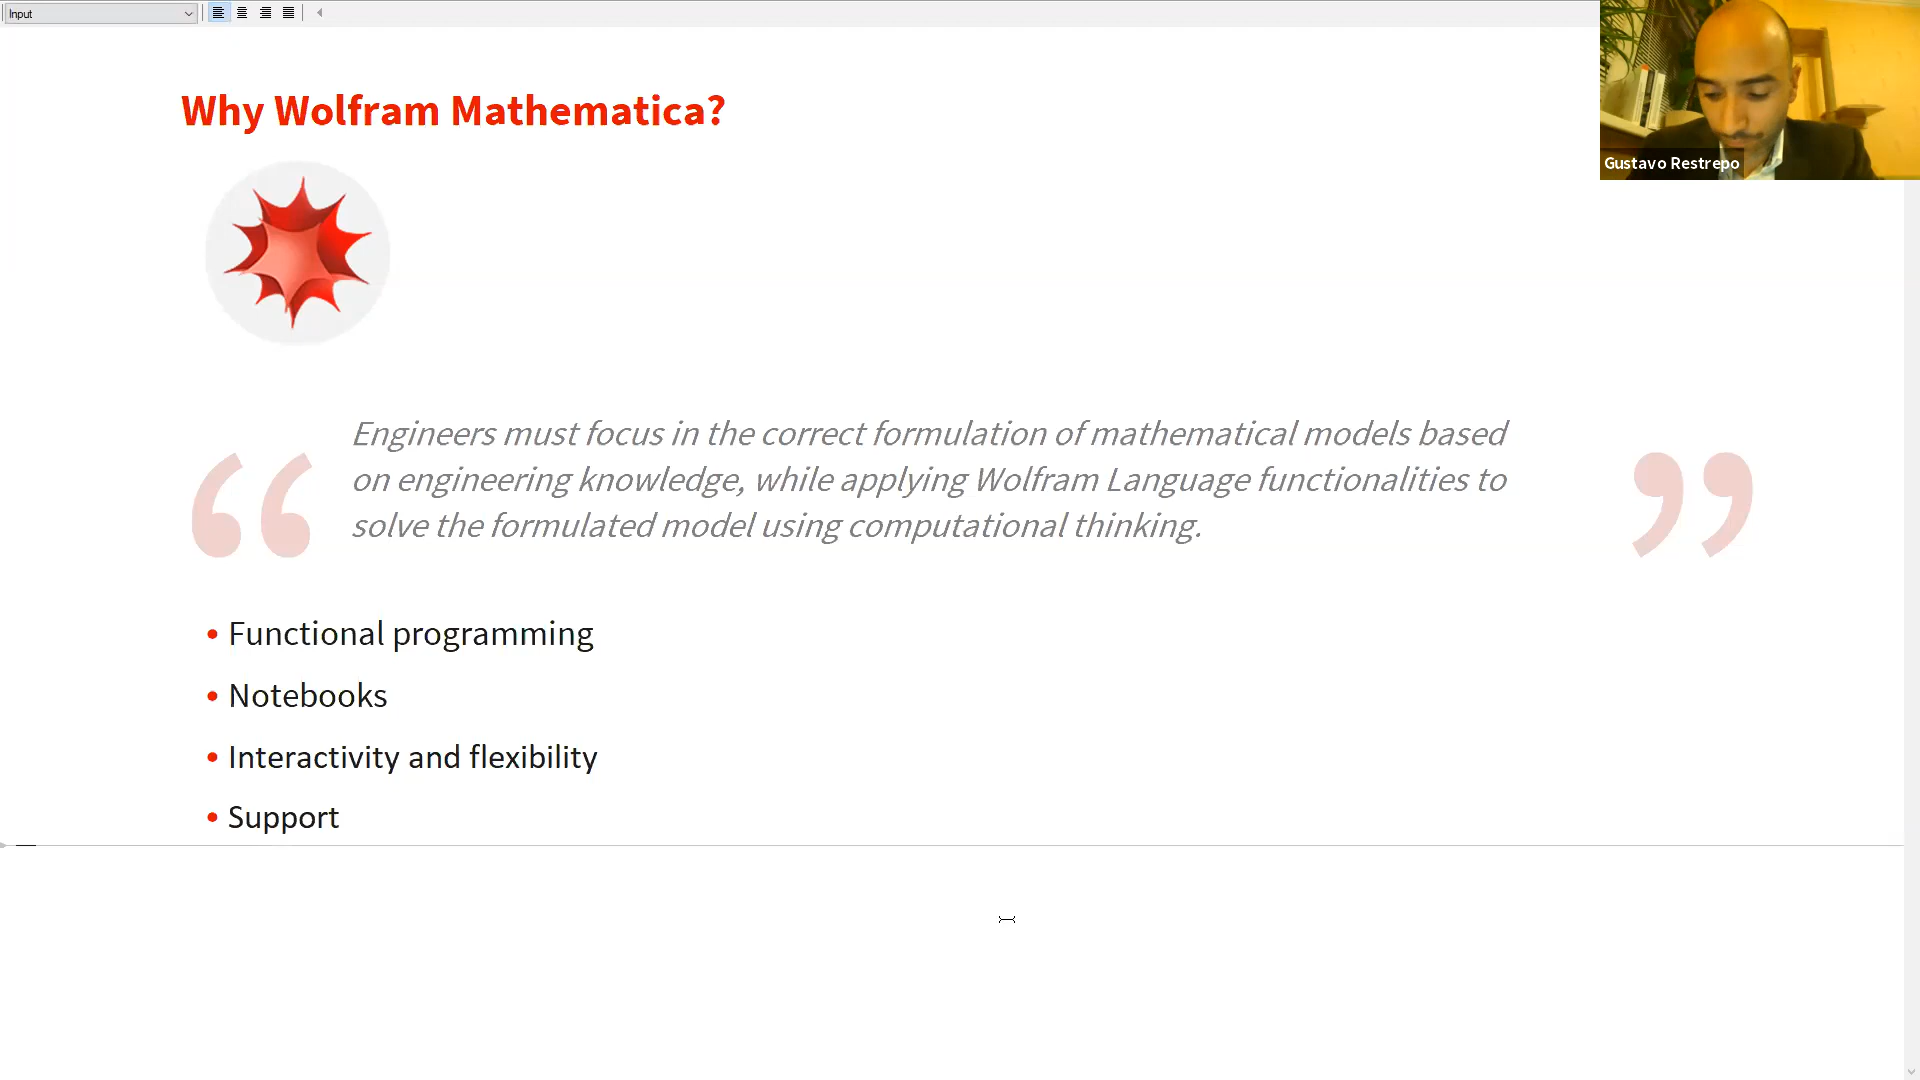 Input
Why Wolfram Mathematica?
Gustavo Restrepo
“ Engineers must focus in the correct formulation of mathematical models based
on engineering knowledge, while applying Wolfram Language functionalities to
solve the formulated model using computational thinking. ”
• Functional programming
• Notebooks
• Interactivity and flexibility
• Support